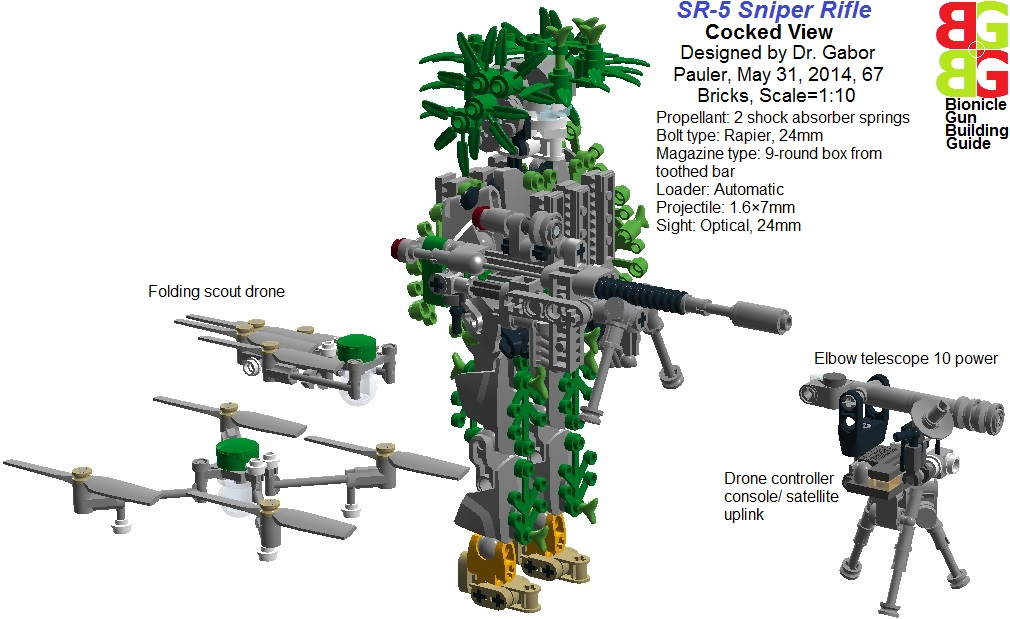 SR-5 Sniper Rifle
Cocked View
Designed by Dr. Gabor
Pauler, May 31, 2014, 67
Bricks, Scale=1:10
Propellant: 2 shock absorber springs
Bolt type: Rapier, 24mm
Magazine type: 9-round box from
toothed bar
Loader: Automatic
Projectile: 1.6×7mm
Sight: Optical, 24mm
BG
BG
Bionicle
Gun
Building
Guide
Folding scout drone
Elbow telescope 10 power
Drone controller
console/ satellite
uplink